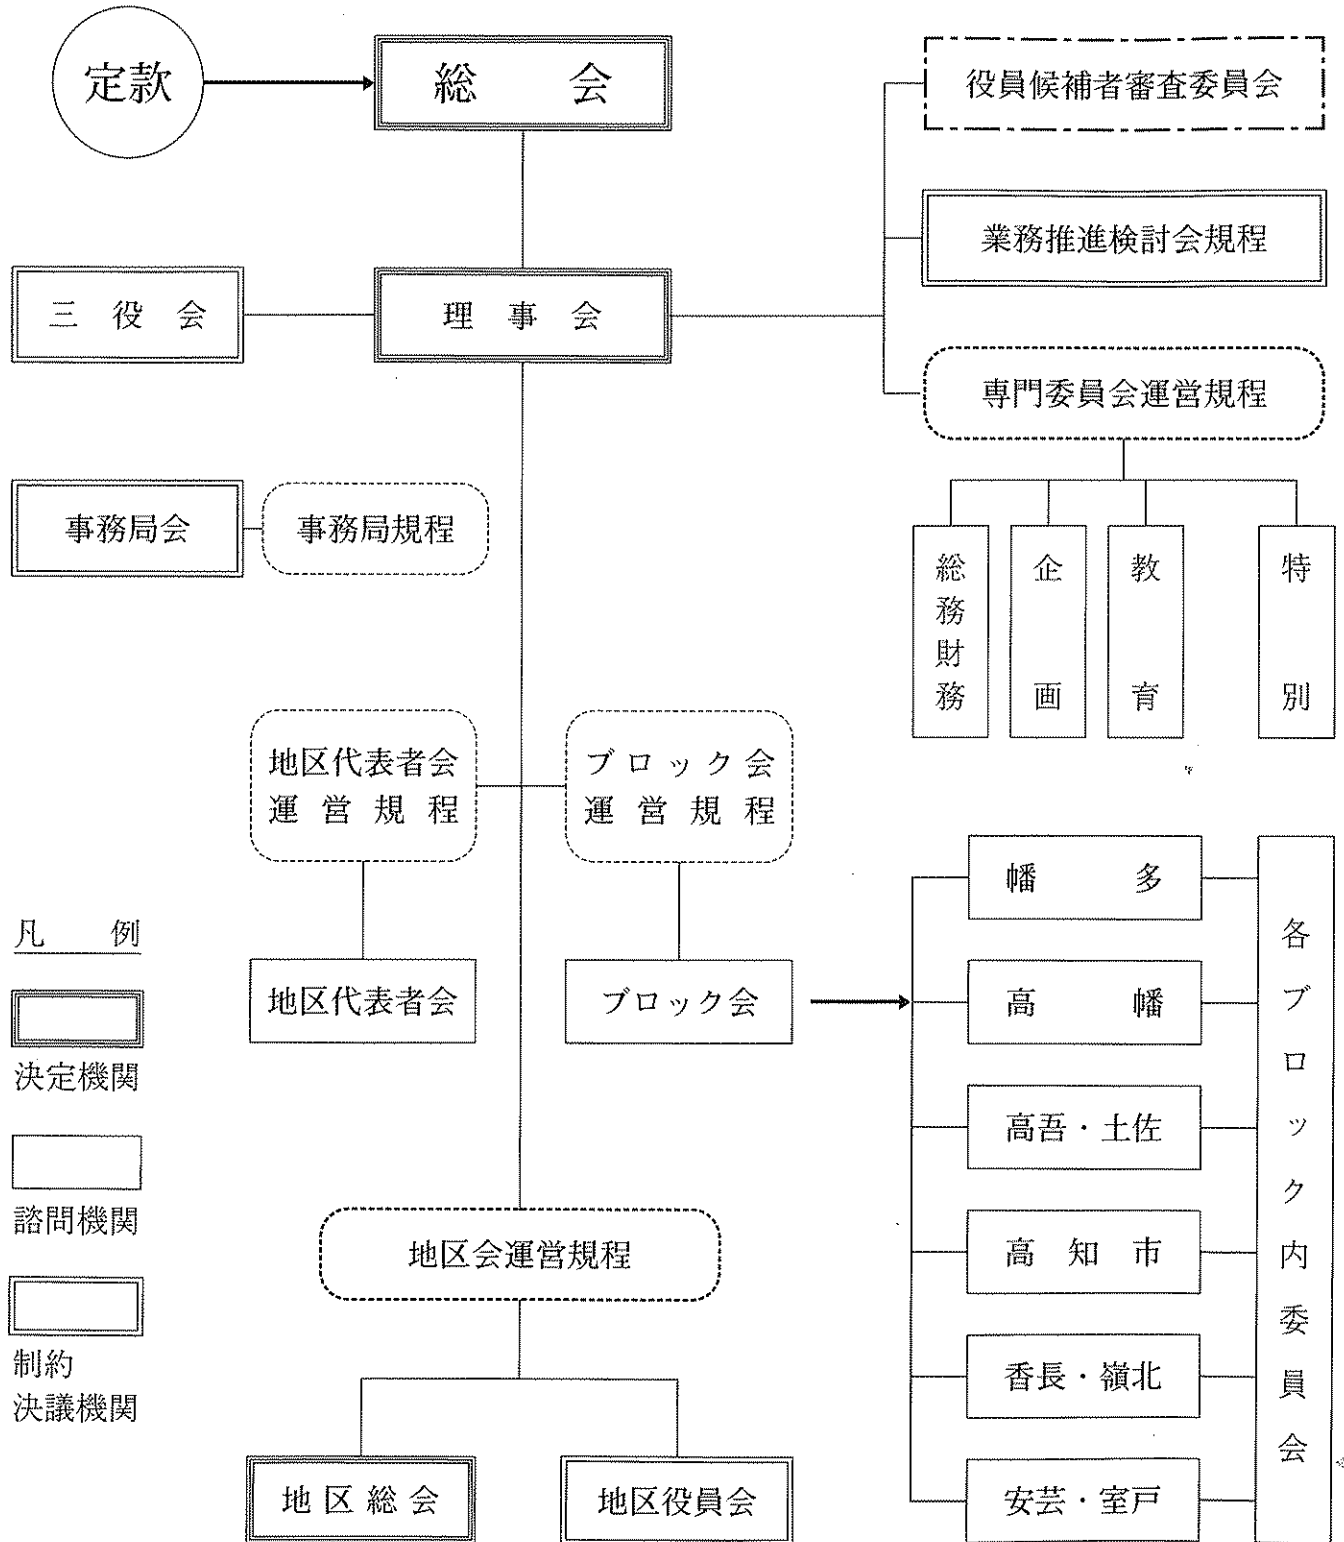 定款
総会
役員候補者審査委員会
業務推進検討会規程
三役会
理事会
専門委員会運営規程
事務局会
事務局規程
総務財務
企画
教育
特別
地区代表者会
運営規程
ブロック会
運営規程
地区代表者会
ブロック会
幡多
高幡
高吾・土佐
高知市
香長・嶺北
安芸・室戸
各ブロック内委員会
凡例
決定機関
諮問機関
制約
決議機関
地区会運営規程
地区総会
地区役員会